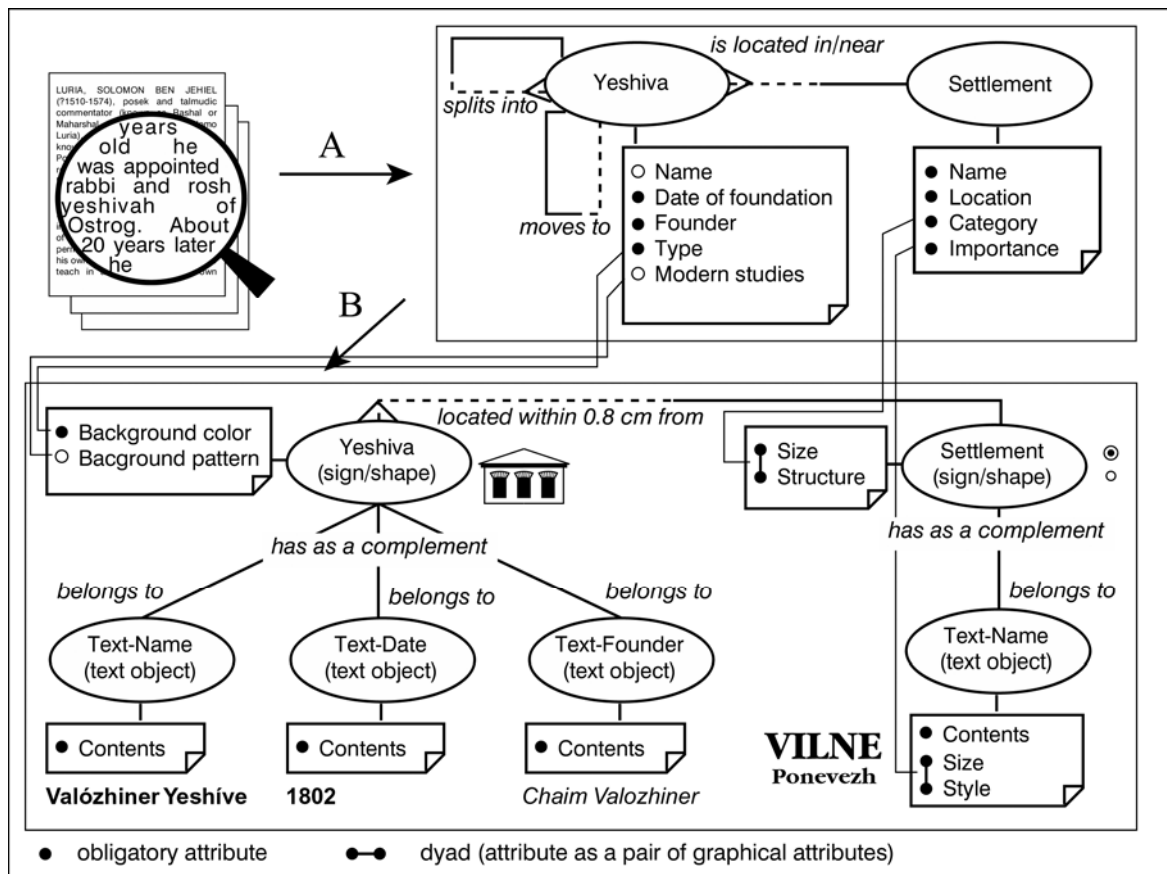 LURIA, SOLOMON BEN JEHIEL
(?1510-1574), posek and talmudic
commentator (known as Rashal or
Maharshal
Luria)
years
old he
was appointed
rabbi and rosh
yeshivah of
Ostrog. About
20 years later
he
his own
teach in
A
B
is located in/near
Yeshiva
Settlement
splits into
moves to
Name
Date of foundation
Founder
Type
Modern studies
Name
Location
Category
Importance
located within 0.8 cm from
Background color
Bacground pattern
Yeshiva
(sign/shape)
Size
Structure
Settlement
(sign/shape)
has as a complement
has as a complement
belongs to
belongs to
belongs to
belongs to
Text-Name
(text object)
Text-Date
(text object)
Text-Founder
(text object)
Text-Name
(text object)
Contents
Contents
Contents
Contents
Size
Style
VILNE
Ponevezh
Valózhiner Yeshíve
1802
Chaim Valozhiner
obligatory attribute
dyad (attribute as a pair of graphical attributes)